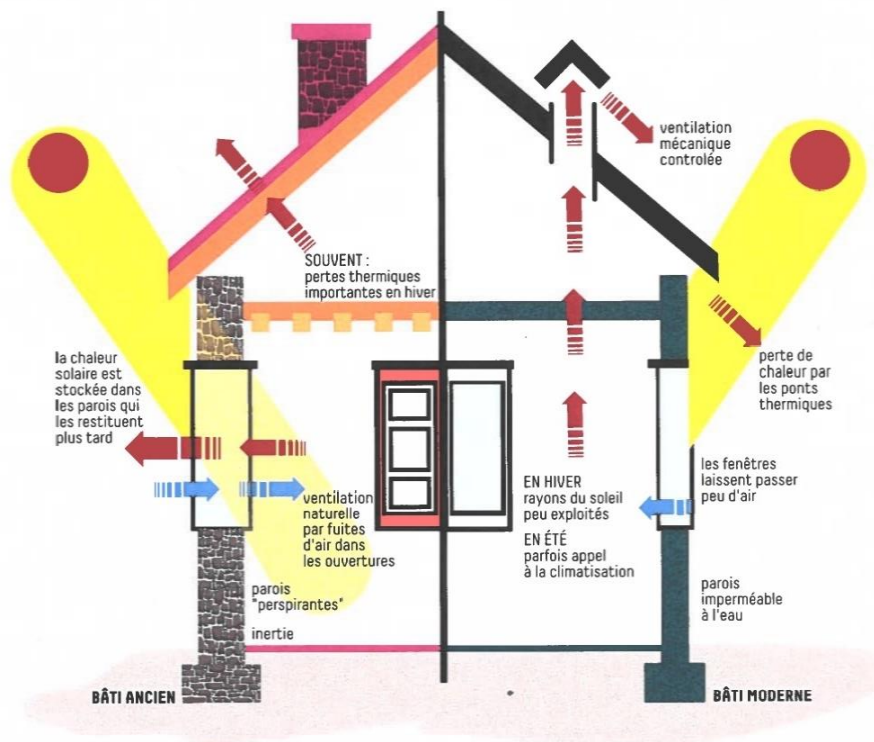 ventilation
mécanique
controlée
SOUVENT :
pertes thermiques
importantes en hiver
la chaleur
solaire est
stockée dans
les parois qui
les restituent
plus tard
perte de
chaleur par
les ponts
thermiques
ventilation
naturelle
par fuites
d'air dans
les ouvertures
EN HIVER
rayons du soleil
peu exploités
EN ÉTÉ
parfois appel
à la climatisation
les fenêtres
laissent passer
peu d'air
parois
"perspirantes"
inertie
parois
imperméable
à l'eau
BÂTI ANCIEN
BÂTI MODERNE